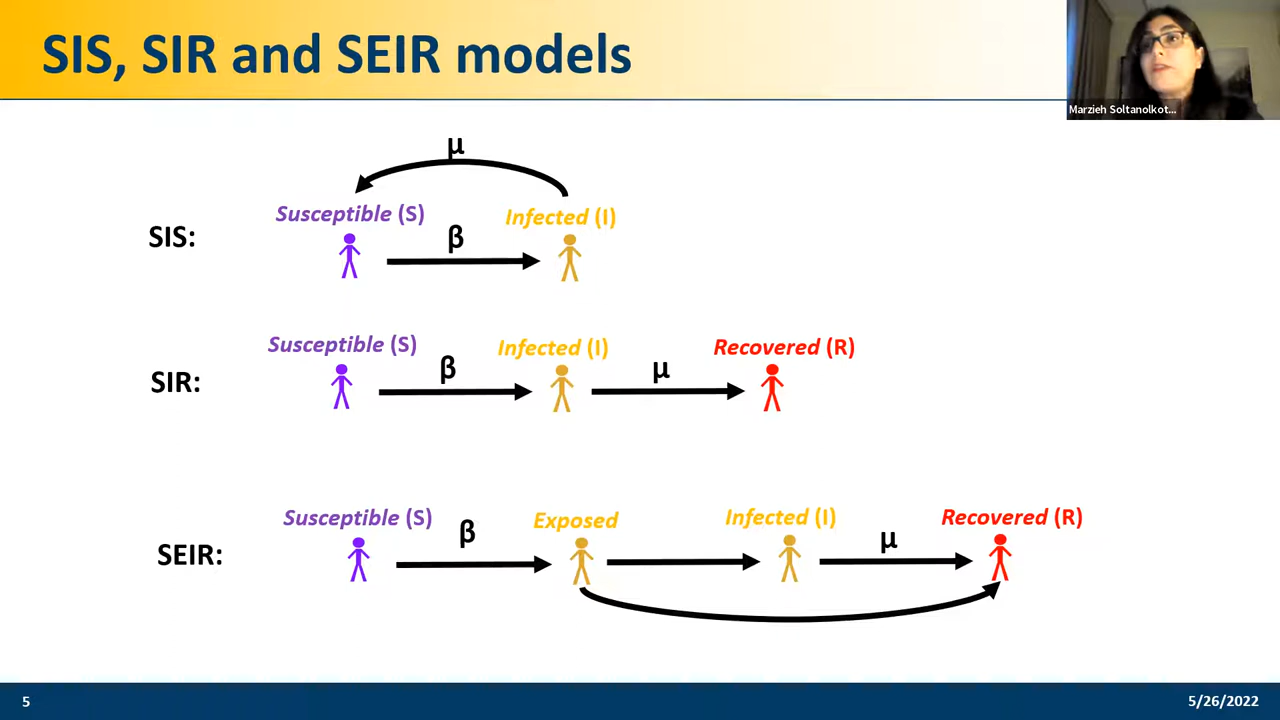 SIS, SIR and SEIR models
Marzieh Soltanolkot...
μ
Susceptible (S)
Infected (I)
SIS:
β
Susceptible (S)
Infected (I)
Recovered (R)
SIR:
β
μ
Susceptible (S)
Exposed
Infected (I)
Recovered (R)
SEIR:
β
μ
5
5/26/2022